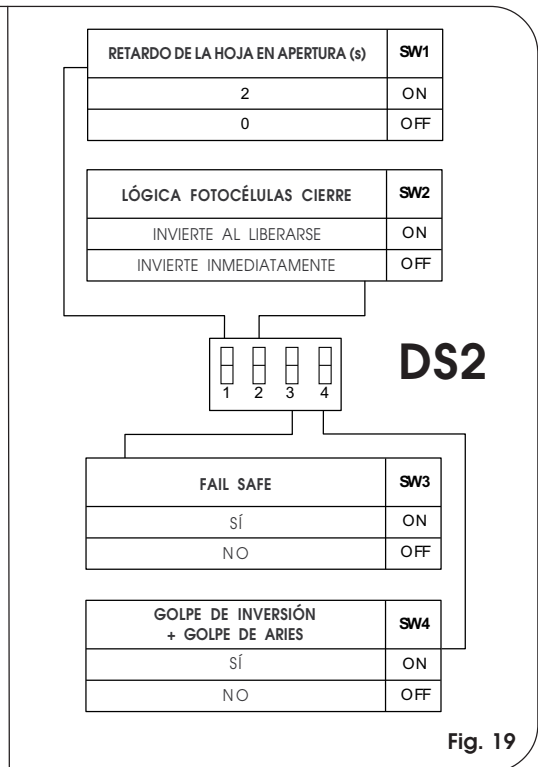 RETARDO DE LA HOJA EN APERTURA (s) SW1
2 ON
0 OFF
LÓGICA FOTOCÉLULAS CIERRE SW2
INVIERTE AL LIBERARSE ON
INVIERTE INMEDIATAMENTE OFF
DS2
1 2 3 4
FAIL SAFE SW3
SÍ ON
NO OFF
GOLPE DE INVERSIÓN
+ GOLPE DE ARIES SW4
SÍ ON
NO OFF
Fig. 19